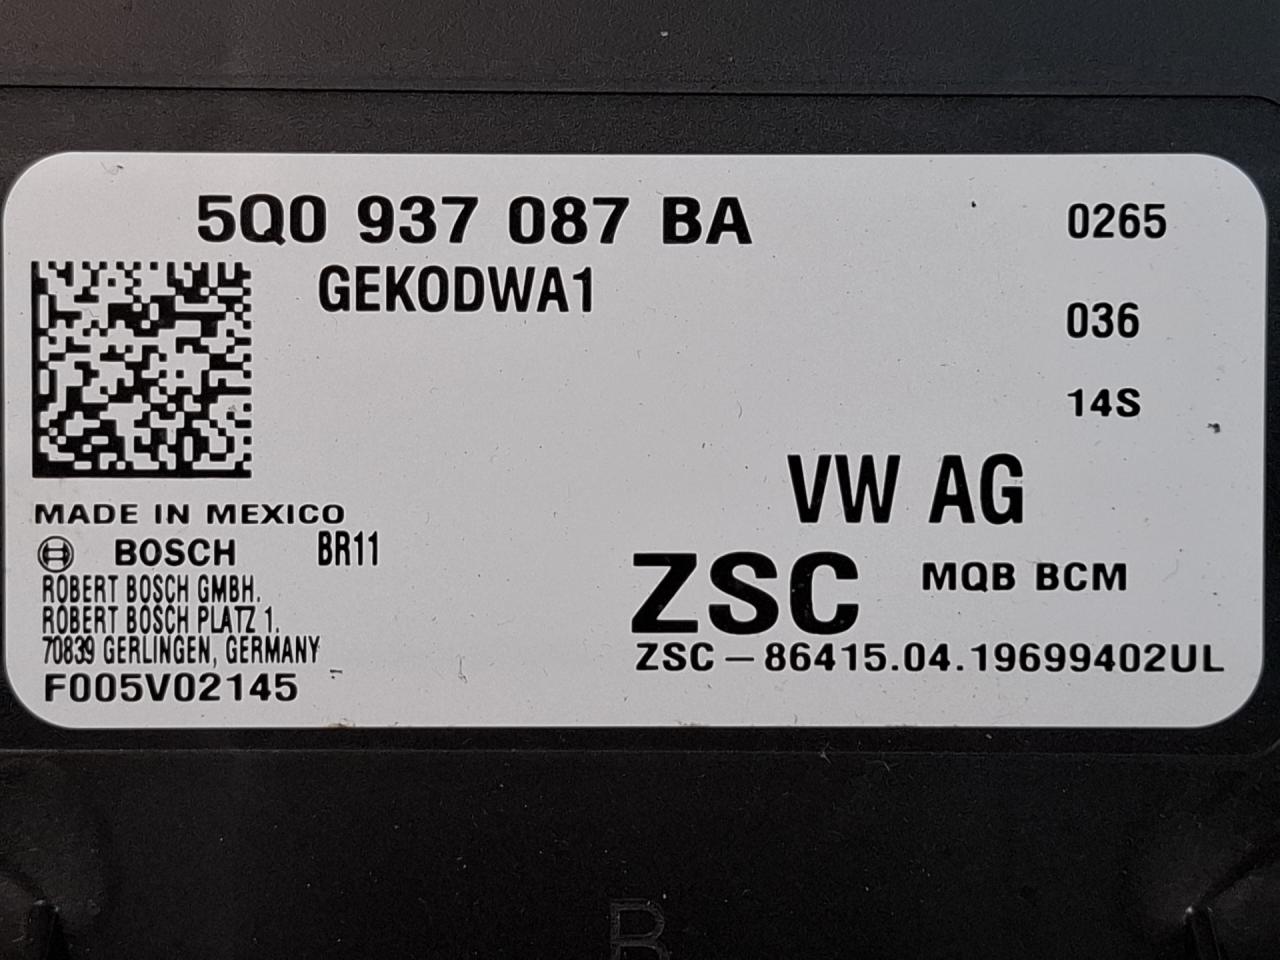 5Q0 937 087 BA
0265
GEKODWA1
036
14S
VW AG
MADE IN MEXICO
BOSCH BR11
ZSC MQB BCM
ROBERT BOSCH GMBH.
ROBERT BOSCH PLATZ 1.
70839 GERLINGEN, GERMANY
ZSC-86415.04.19699402UL
F005V02145
R